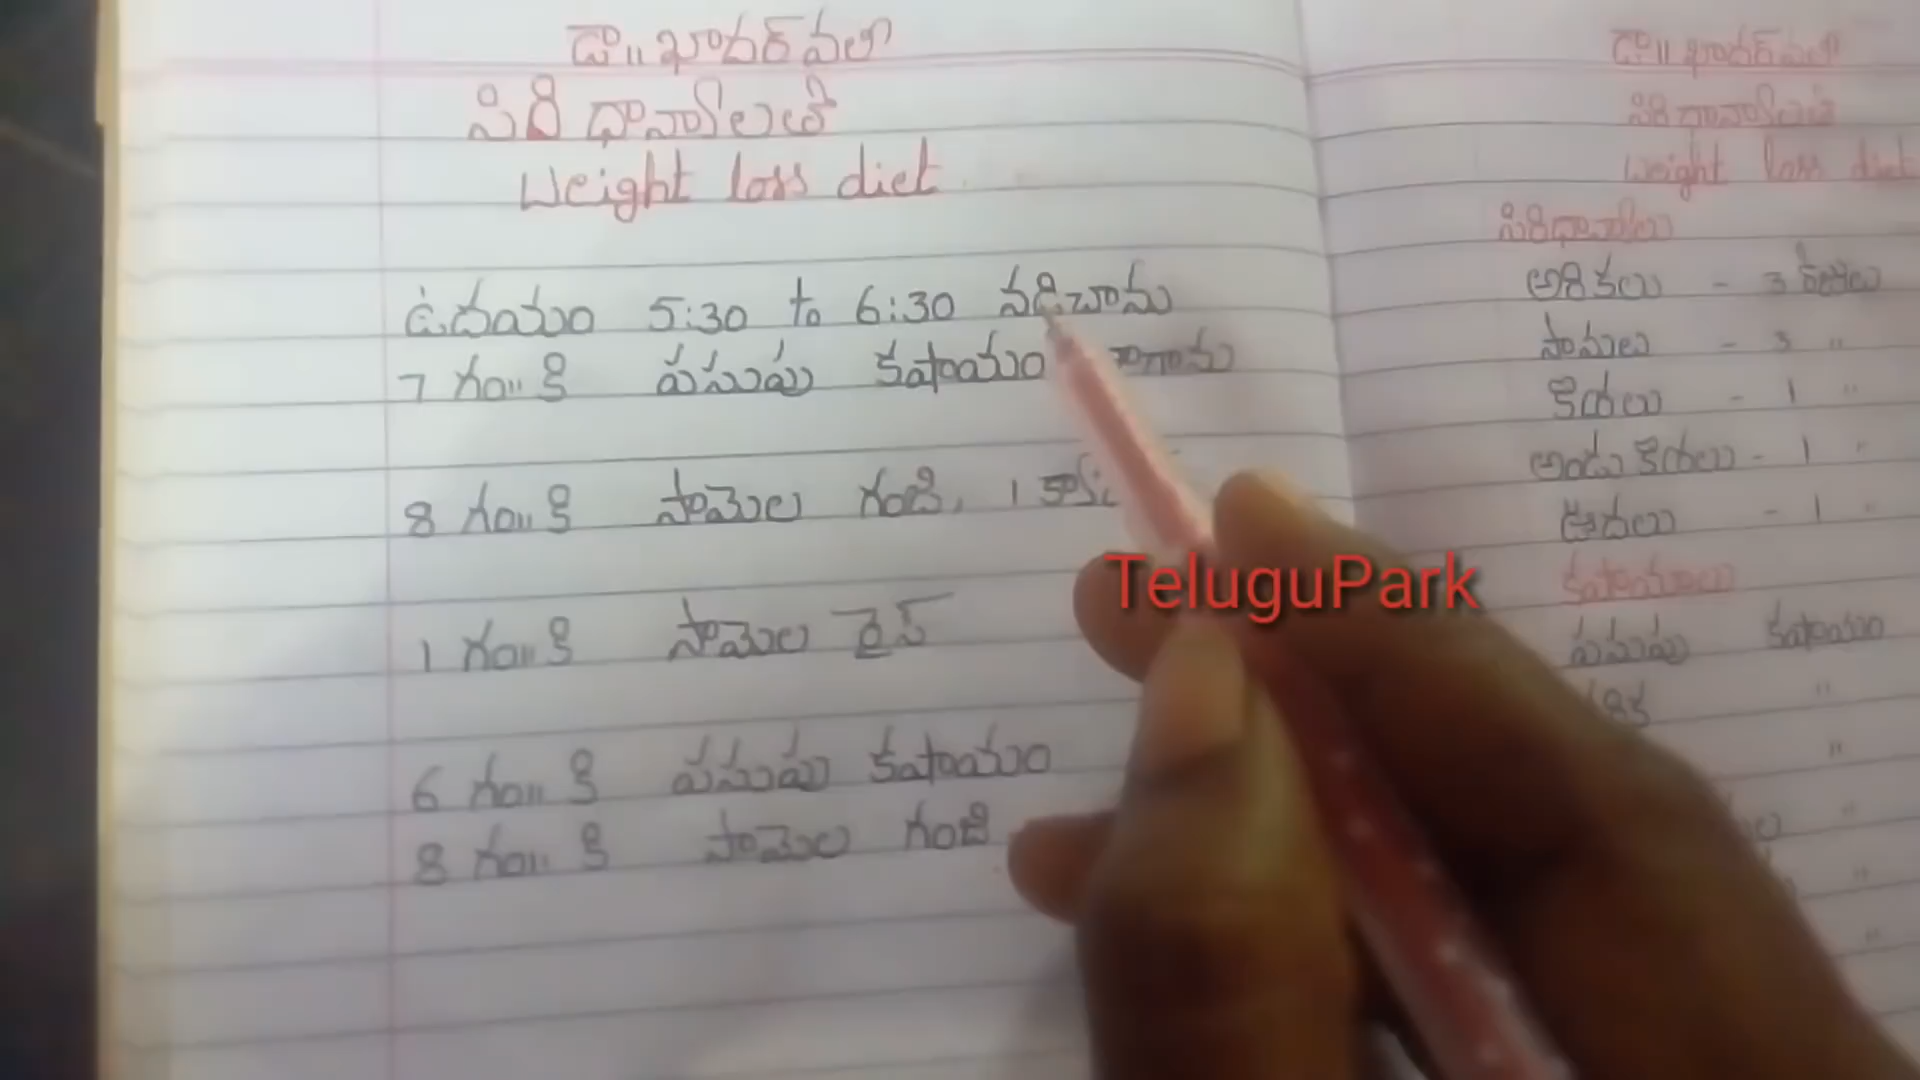 డా॥ ఖాదర్ వలీ
సిరి ధాన్యాలతో
Weight loss diet
ఉదయం 5:30 to 6:30 నడిచాను
7 గం॥కి పసుపు కషాయం తాగాను
8 గం॥కి సామెల గంజి, 1
1 గం॥కి సామెల రైస్
6 గం॥కి పసుపు కషాయం
8 గం॥కి సామెల గంజి
డా॥ ఖాదర్ వలీ
సిరి ధాన్యాలతో
Weight loss diet
సిరిధాన్యాలు
అరికలు - 3 కేజీలు
సామలు - 3 "
కొర్రలు - 1 "
అండు కొర్రలు - 1 "
ఊదలు - 1 "
కషాయాలు
పసుపు కషాయం
"
"
"
"
"
TeluguPark